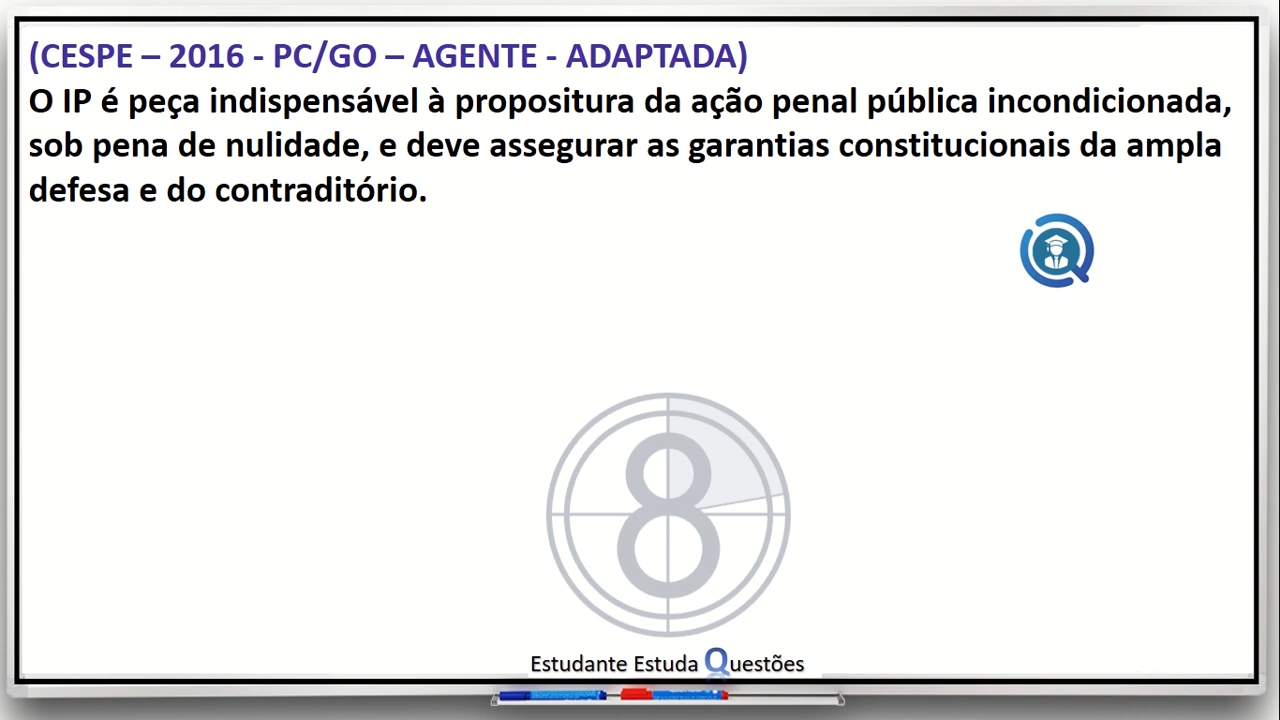 (CESPE – 2016 - PC/GO – AGENTE - ADAPTADA)
O IP é peça indispensável à propositura da ação penal pública incondicionada,
sob pena de nulidade, e deve assegurar as garantias constitucionais da ampla
defesa e do contraditório.
8
Estudante Estuda Questões